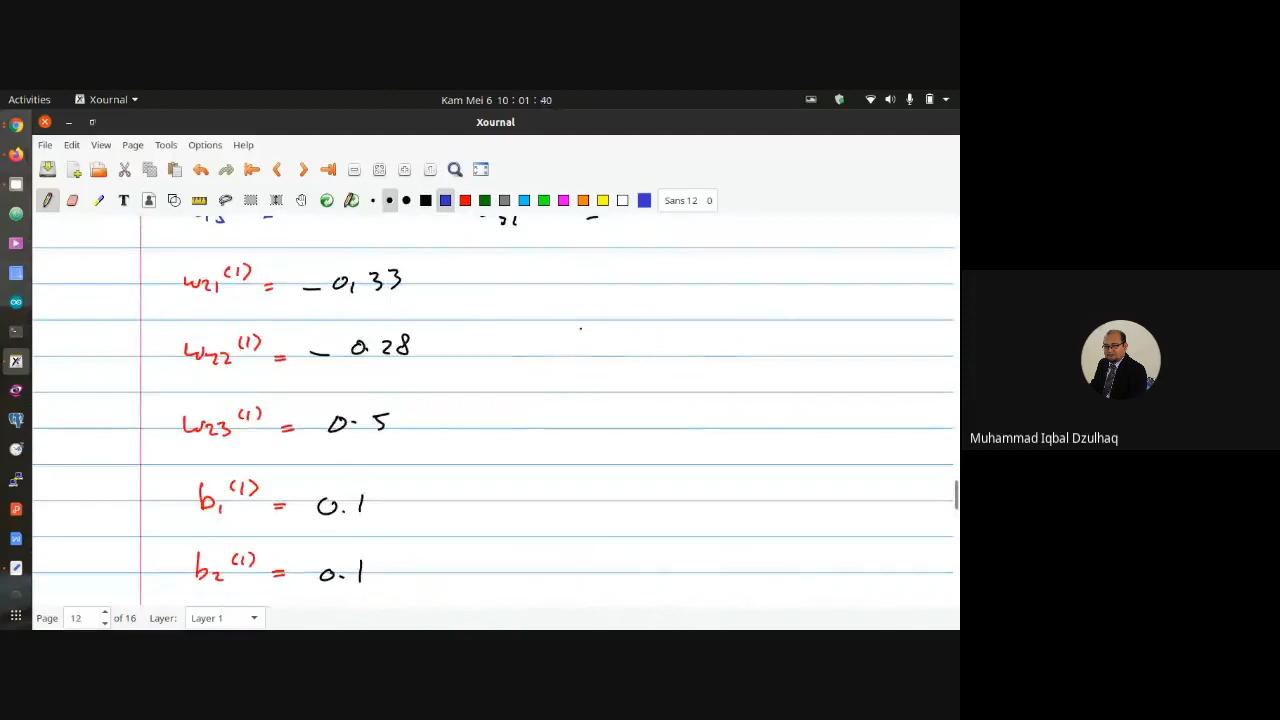 Activities Xournal Kam Mei 6 10:01:40
Xournal
File Edit View Page Tools Options Help
T Sans 12 0
w21^(1) = - 0,33
w22^(1) = - 0.28
w23^(1) = 0.5
b1^(1) = 0.1
b2^(1) = 0.1
Page 12 of 16 Layer: Layer 1
Muhammad Iqbal Dzulhaq